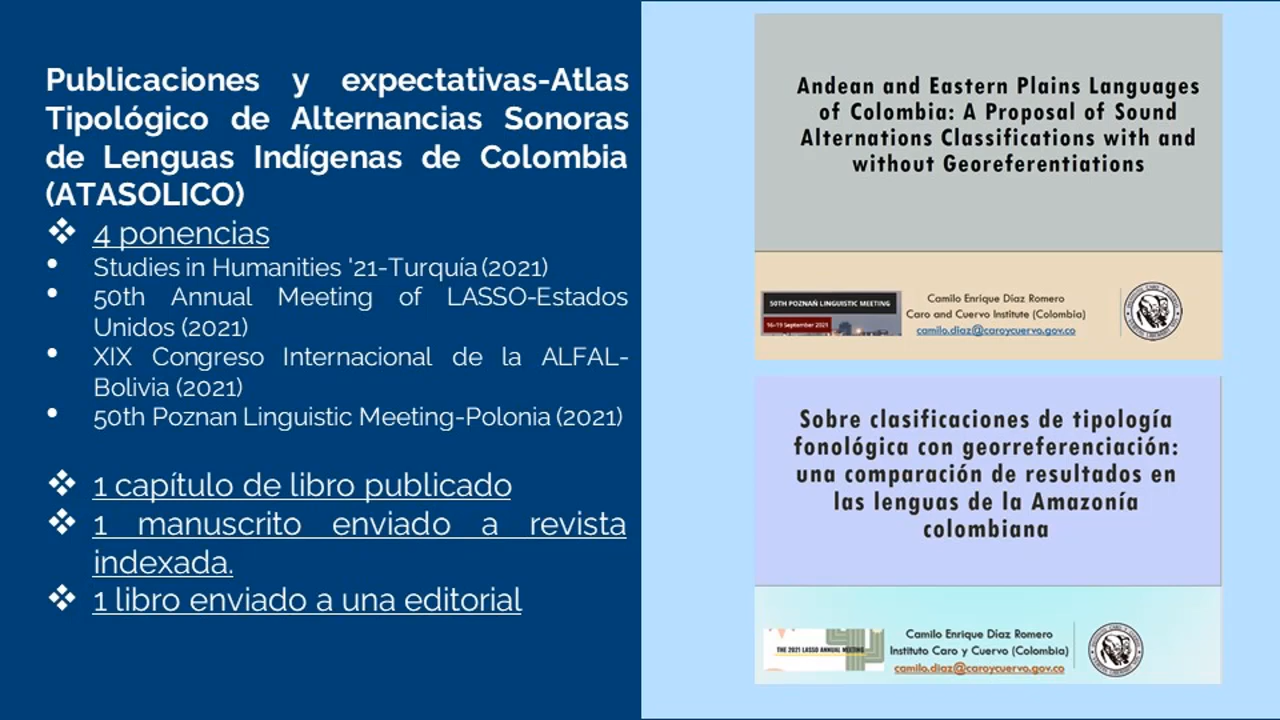 Publicaciones y expectativas-Atlas
Tipológico de Alternancias Sonoras
de Lenguas Indígenas de Colombia
(ATASOLICO)
❖ 4 ponencias
• Studies in Humanities '21-Turquía (2021)
• 50th Annual Meeting of LASSO-Estados
Unidos (2021)
• XIX Congreso Internacional de la ALFAL-
Bolivia (2021)
• 50th Poznan Linguistic Meeting-Polonia (2021)
❖ 1 capítulo de libro publicado
❖ 1 manuscrito enviado a revista
indexada.
❖ 1 libro enviado a una editorial
Andean and Eastern Plains Languages
of Colombia: A Proposal of Sound
Alternations Classifications with and
without Georeferentiations
50TH POZNAŃ LINGUISTIC MEETING
16-19 September 2021
Camilo Enrique Díaz Romero
Caro and Cuervo Institute (Colombia)
camilo.diaz@caroycuervo.gov.co
Sobre clasificaciones de tipología
fonológica con georreferenciación:
una comparación de resultados en
las lenguas de la Amazonía
colombiana
THE 2021 LASSO ANNUAL MEETING
Camilo Enrique Díaz Romero
Instituto Caro y Cuervo (Colombia)
camilo.diaz@caroycuervo.gov.co